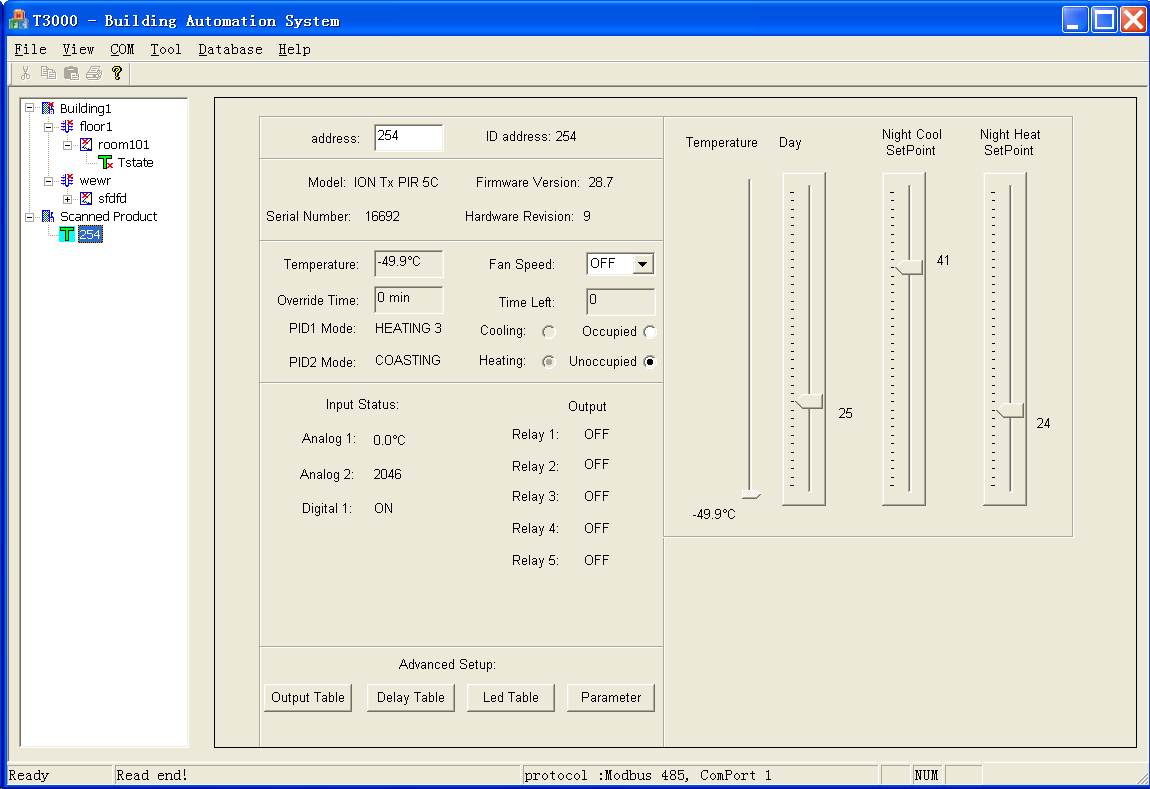 T3000 - Building Automation System
File View COM Tool Database Help
Building1
floor1
room101
Tstate
wewr
sfdfd
Scanned Product
254
address: 254 ID address: 254
Model: ION Tx PIR 5C Firmware Version: 28.7
Serial Number: 16692 Hardware Revision: 9
Temperature: -49.9°C Fan Speed: OFF
Override Time: 0 min Time Left: 0
PID1 Mode: HEATING 3 Cooling: Occupied
PID2 Mode: COASTING Heating: Unoccupied
Input Status:
Analog 1: 0.0°C
Analog 2: 2046
Digital 1: ON
Output
Relay 1: OFF
Relay 2: OFF
Relay 3: OFF
Relay 4: OFF
Relay 5: OFF
Advanced Setup:
Output Table Delay Table Led Table Parameter
Temperature
-49.9°C
Day
25
Night Cool
SetPoint
41
Night Heat
SetPoint
24
Ready Read end! protocol :Modbus 485, ComPort 1 NUM